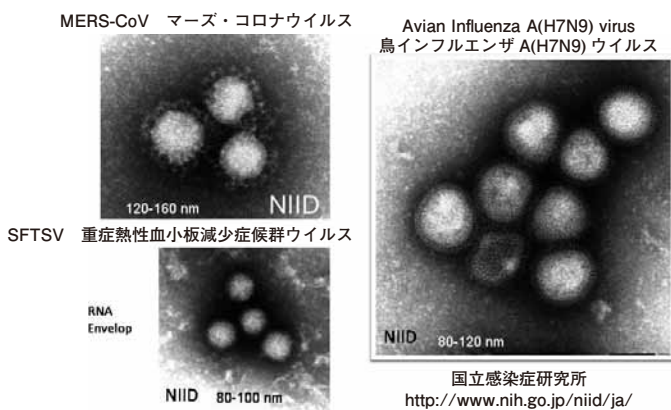 MERS-CoV マーズ・コロナウイルス
120-160 nm
NIID
SFTSV 重症熱性血小板減少症候群ウイルス
RNA
Envelop
NIID 80-100 nm
Avian Influenza A(H7N9) virus
鳥インフルエンザ A(H7N9) ウイルス
NIID
80-120 nm
国立感染症研究所
http://www.nih.go.jp/niid/ja/